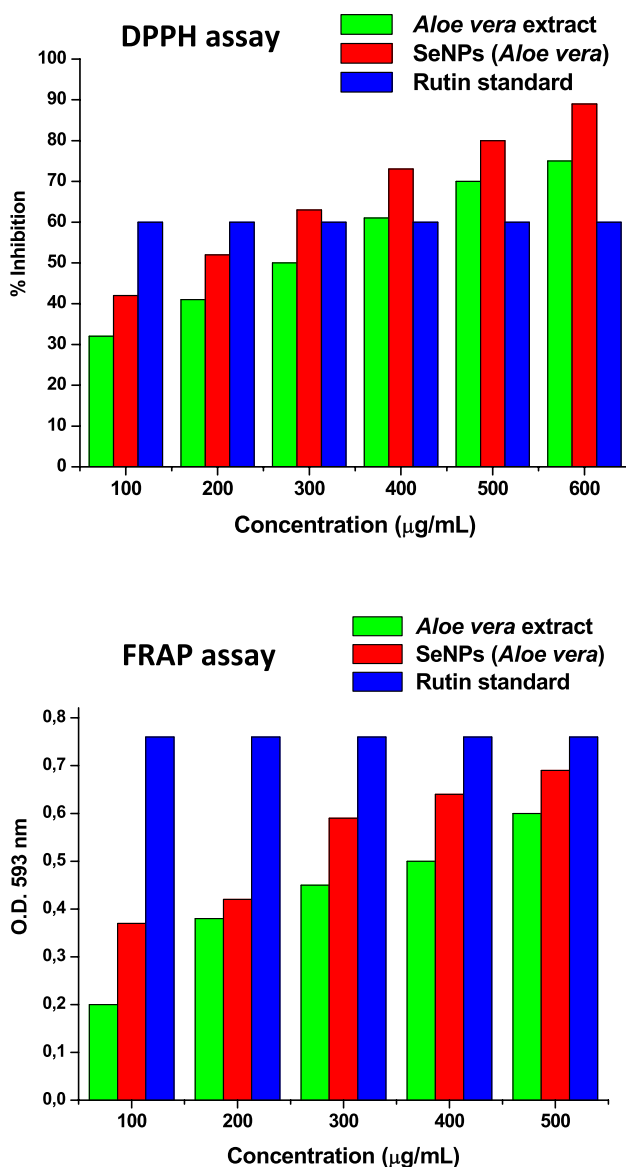 DPPH assay
Aloe vera extract
SeNPs (Aloe vera)
Rutin standard
100
90
80
70
60
50
40
30
20
10
0
% Inhibition
100 200 300 400 500 600
Concentration (μg/mL)
FRAP assay
Aloe vera extract
SeNPs (Aloe vera)
Rutin standard
0,8
0,7
0,6
0,5
0,4
0,3
0,2
0,1
0,0
O.D. 593 nm
100 200 300 400 500
Concentration (μg/mL)